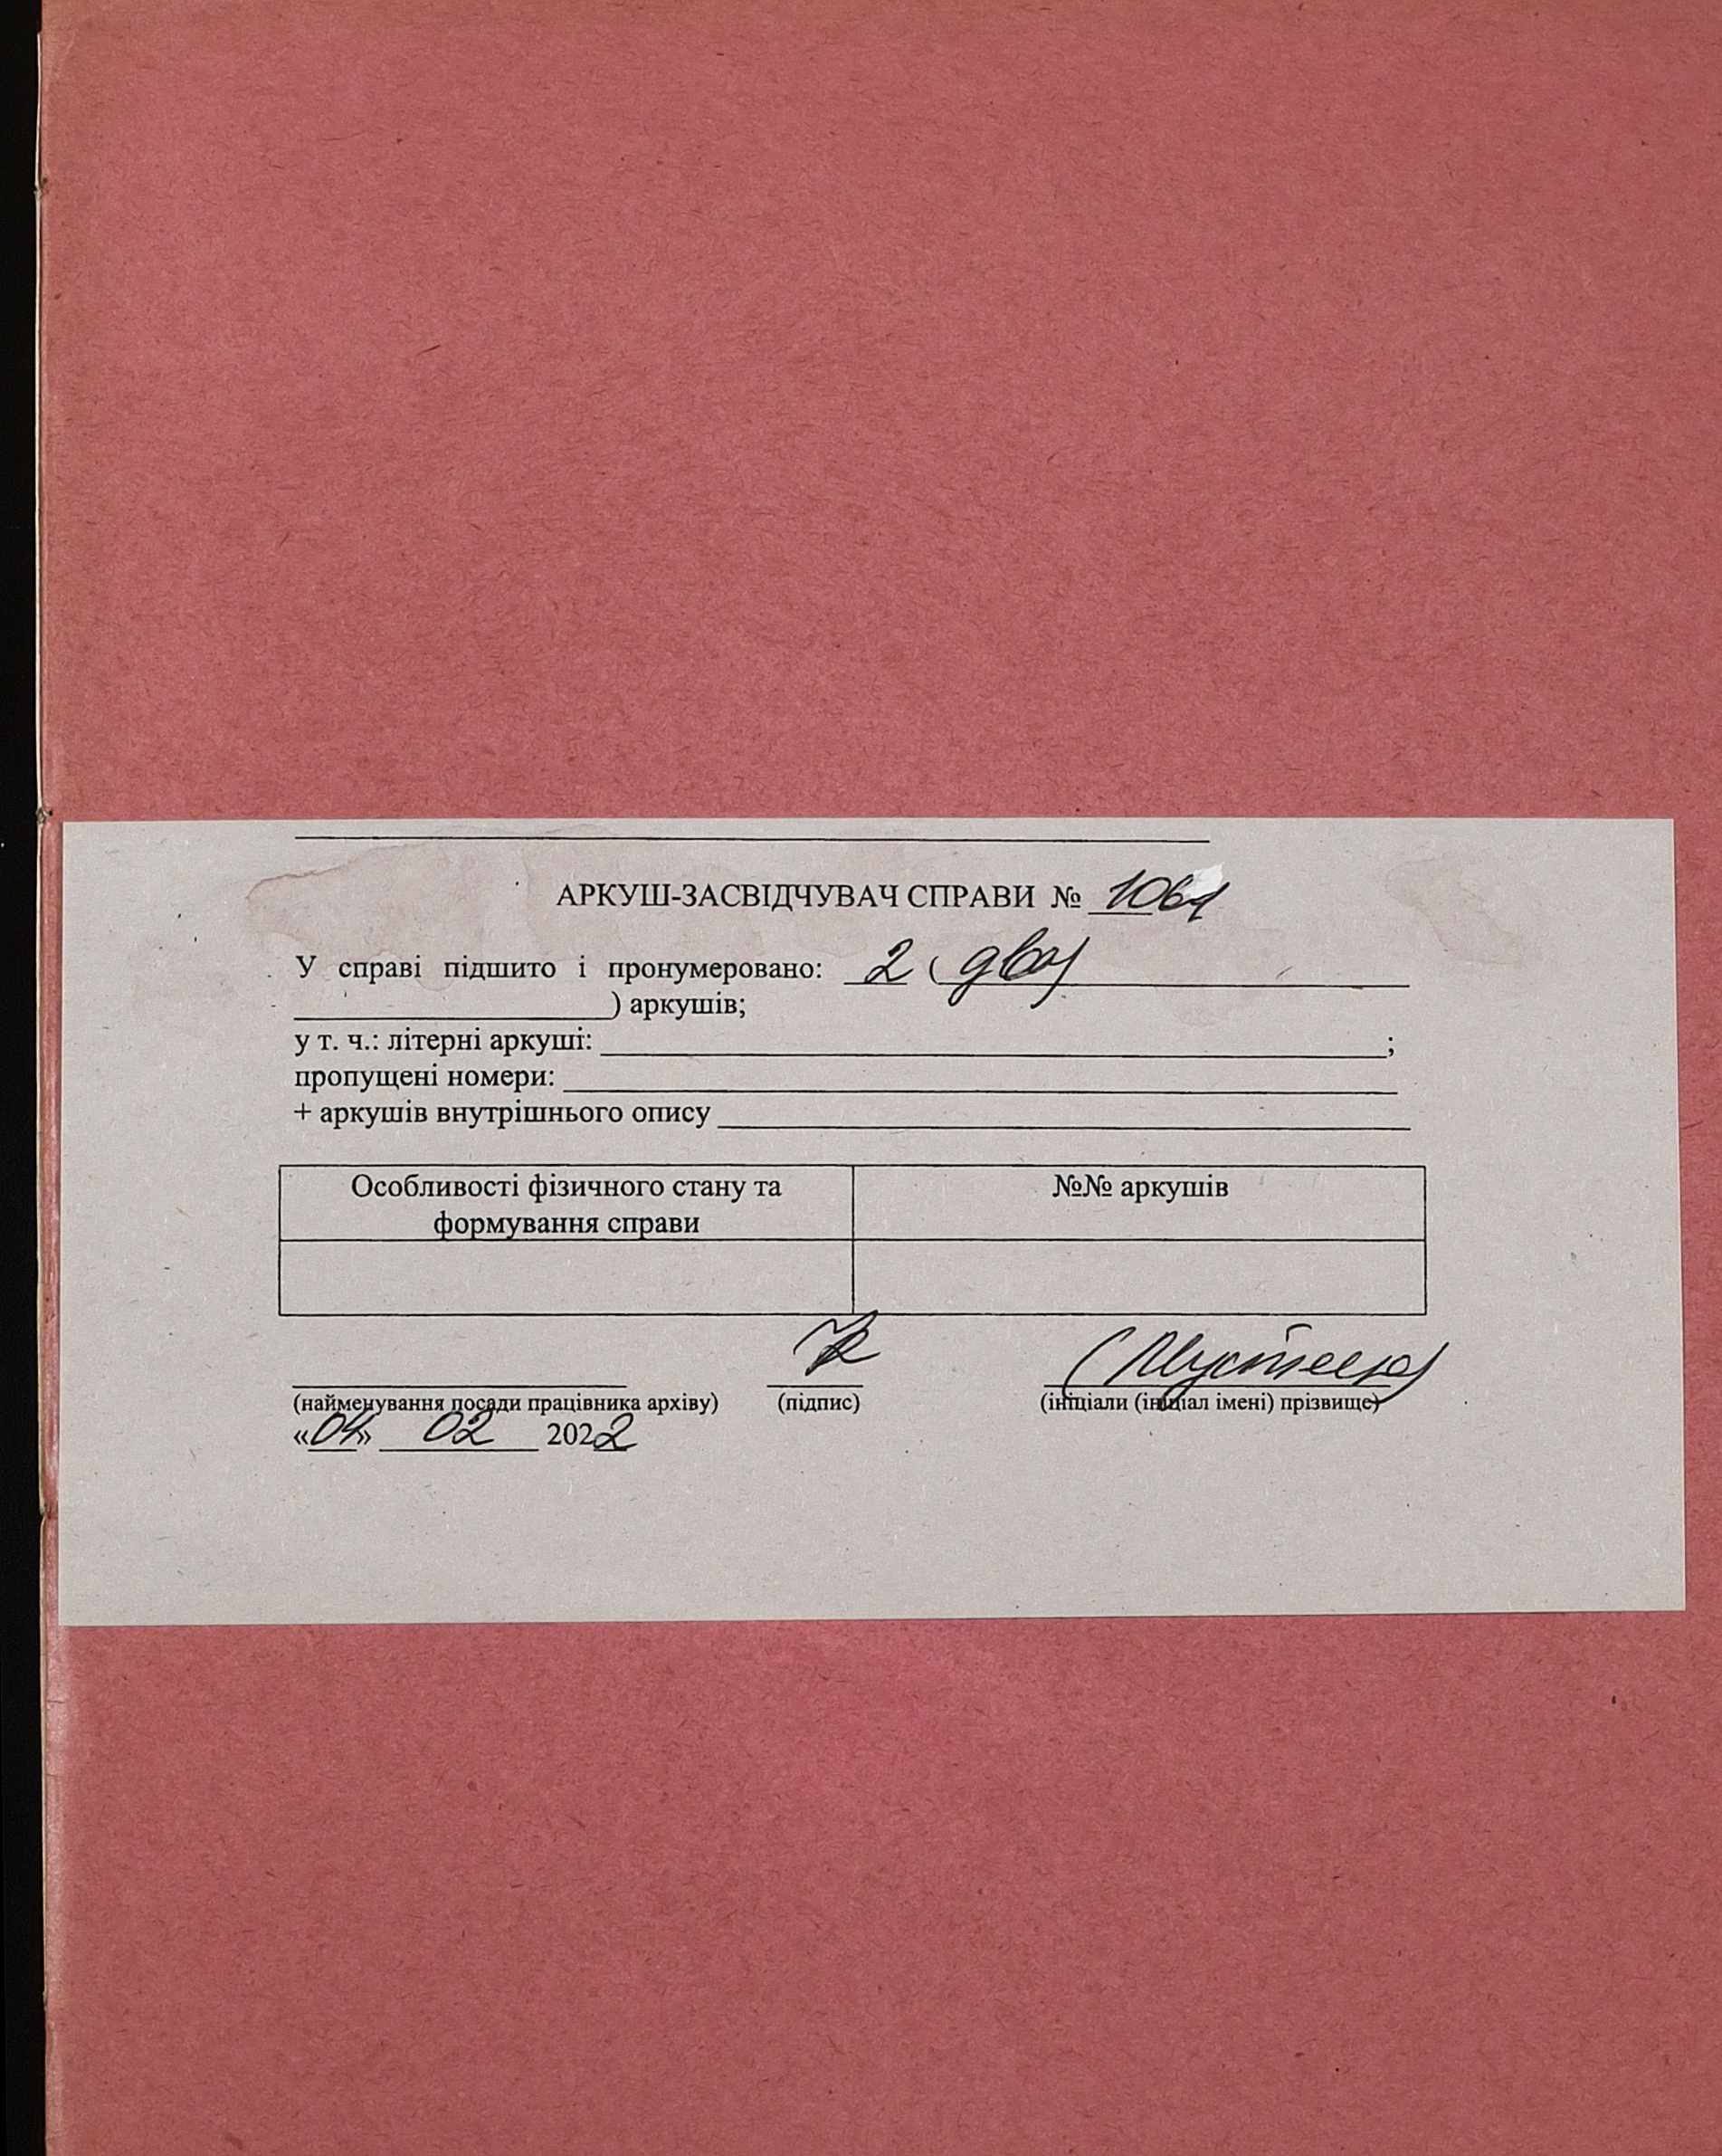 АРКУШ-ЗАСВІДЧУВАЧ СПРАВИ № 1061
У справі підшито і пронумеровано: 2 ( два)
) аркушів;
у т. ч.: літерні аркуші: ;
пропущені номери:
+ аркушів внутрішнього опису
Особливості фізичного стану та
формування справи
№№ аркушів
(найменування посади працівника архіву) (підпис) (ініціали (ініціал імені) прізвище)
«04» 02 2022